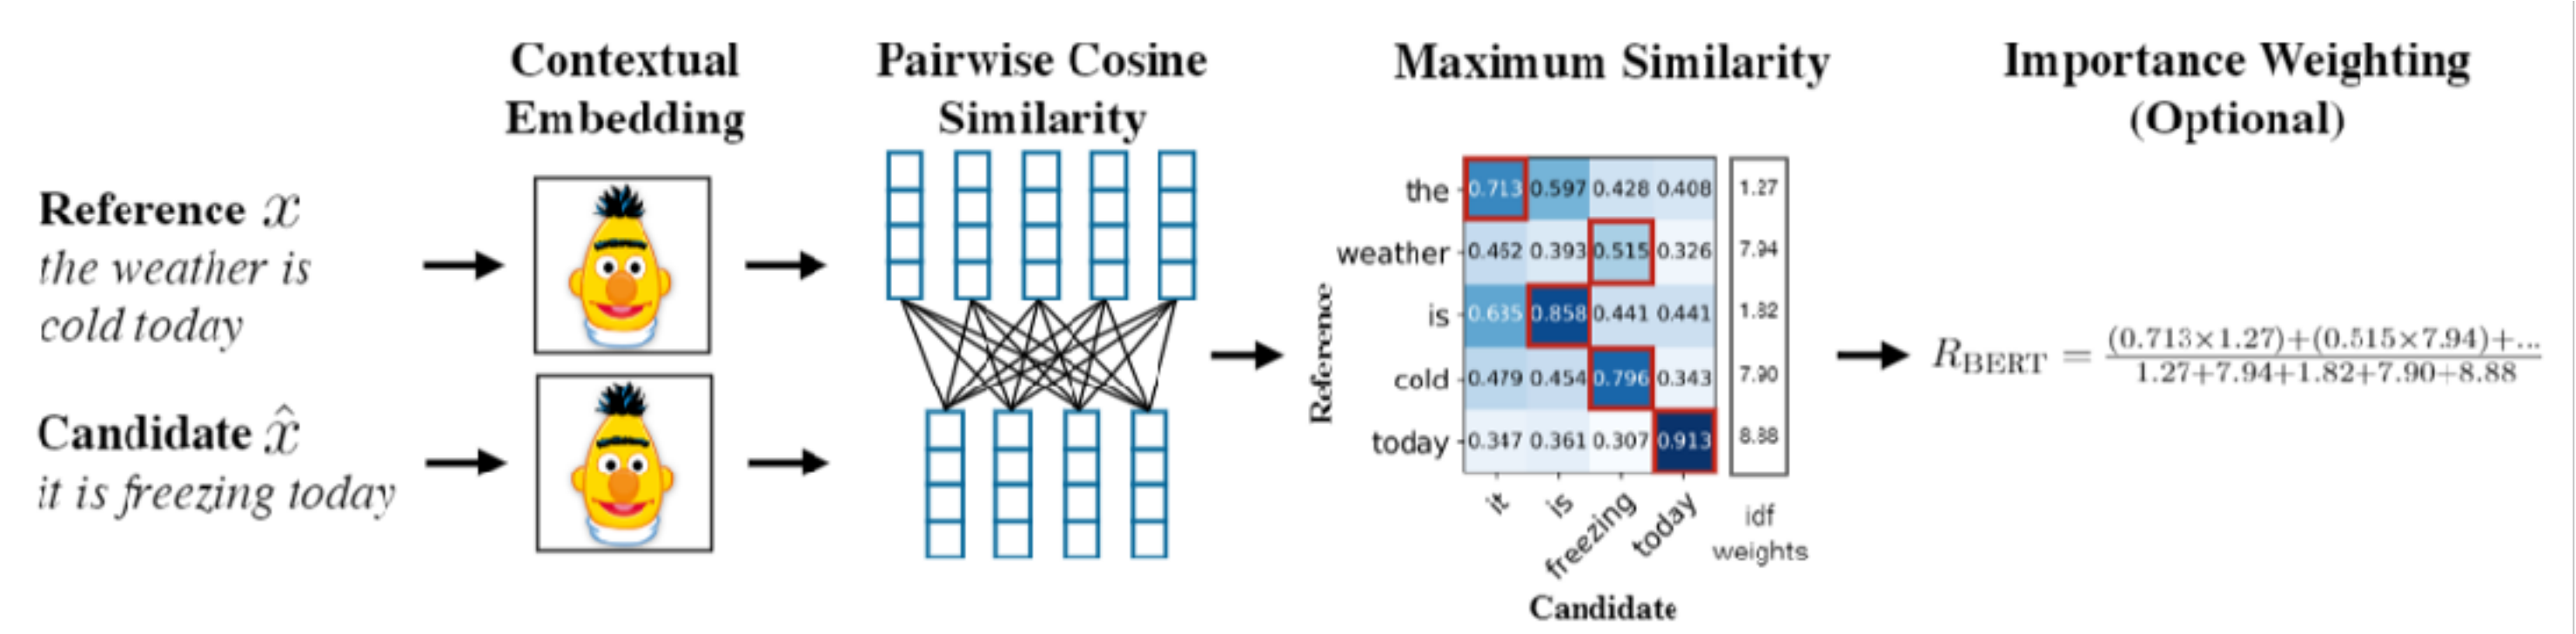 Contextual
Embedding
Pairwise Cosine
Similarity
Maximum Similarity
Importance Weighting
(Optional)
Reference x
the weather is
cold today
Candidate x̂
it is freezing today
Reference
the 0.713 0.597 0.428 0.408 1.27
weather 0.462 0.393 0.515 0.326 7.94
is 0.635 0.858 0.441 0.441 1.82
cold 0.479 0.454 0.796 0.343 7.90
today 0.347 0.361 0.307 0.913 8.88
it is freezing today
idf
weights
Candidate
R_BERT = (0.713×1.27)+(0.515×7.94)+...
1.27+7.94+1.82+7.90+8.88